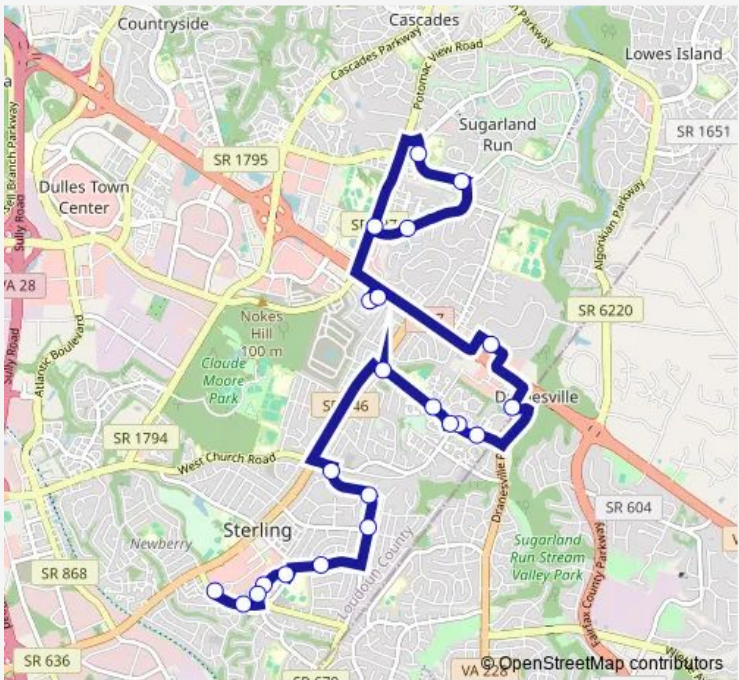 Countryside
Cascades
Cascades Parkway
Potomac View Road
Lowes Island
Sugarland
Run
SR 1651
SR 1795
Dulles Town
Center
Sully Road
Algonkian Parkway
VA 28
SR 6220
Nokes
Hill
100 m
7
Claude
Moore
Park
Atlantic Boulevard
Sully Road
SR 1794
West Church Road
SR 604
Sterling
Newberry
Loudoun County
Sugarland
Run Stream
Valley Park
Fairfax County Parkway
SR 868
SR 636
VA 228
© OpenStreetMap contributors